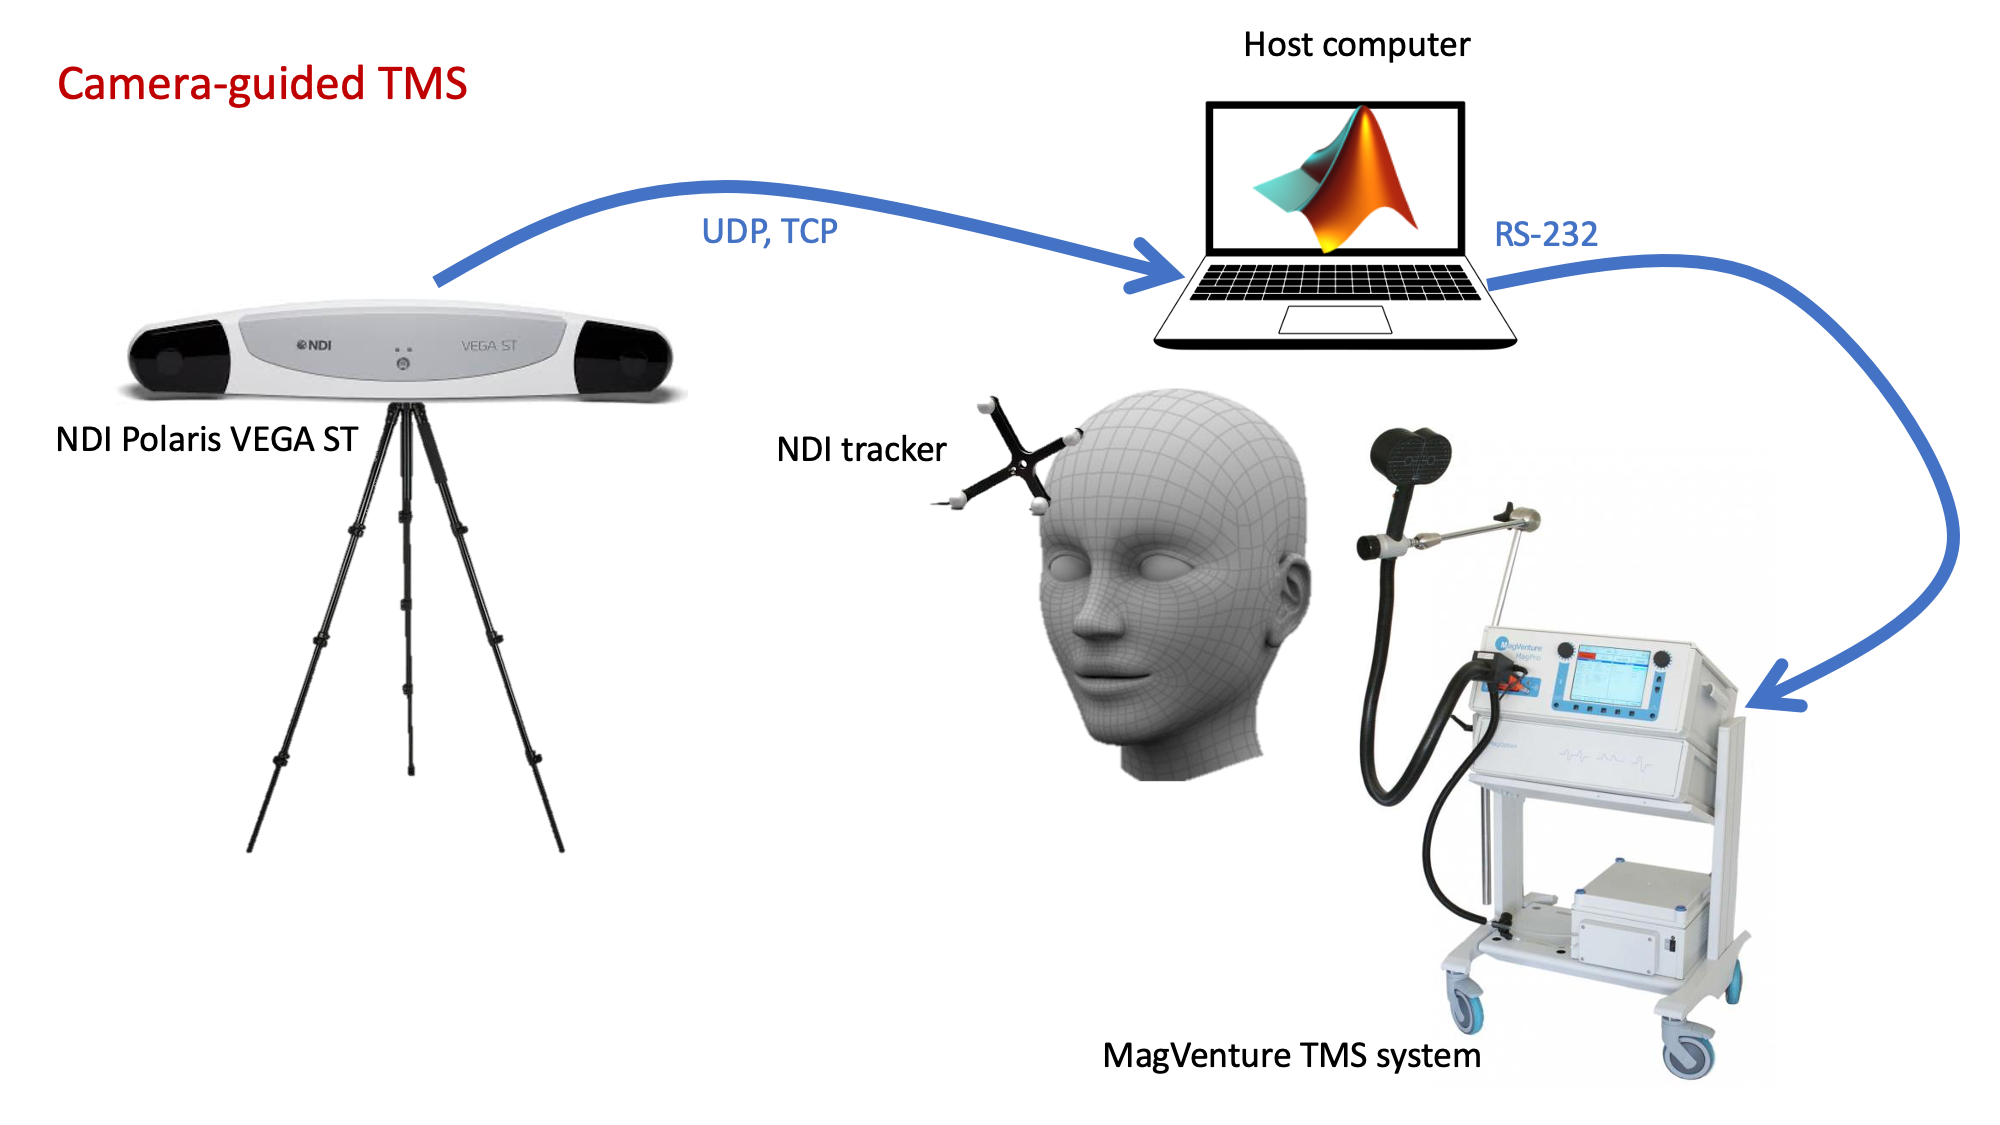 Camera-guided TMS
Host computer
UDP, TCP
RS-232
NDI
VEGA ST
NDI Polaris VEGA ST
NDI tracker
MagVenture
MagPro
MagVenture TMS system